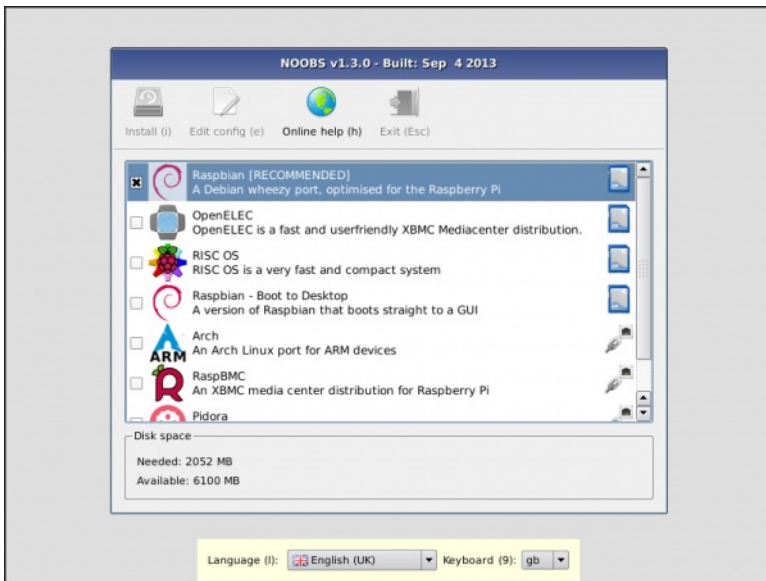 NOOBS v1.3.0 - Built: Sep 4 2013
Install (i) Edit config (e) Online help (h) Exit (Esc)
Raspbian [RECOMMENDED]
A Debian wheezy port, optimised for the Raspberry Pi
OpenELEC
OpenELEC is a fast and userfriendly XBMC Mediacenter distribution.
RISC OS
RISC OS is a very fast and compact system
Raspbian - Boot to Desktop
A version of Raspbian that boots straight to a GUI
ARM
Arch
An Arch Linux port for ARM devices
RaspBMC
An XBMC media center distribution for Raspberry Pi
Pidora
Disk space
Needed: 2052 MB
Available: 6100 MB
Language (l): English (UK) Keyboard (9): gb